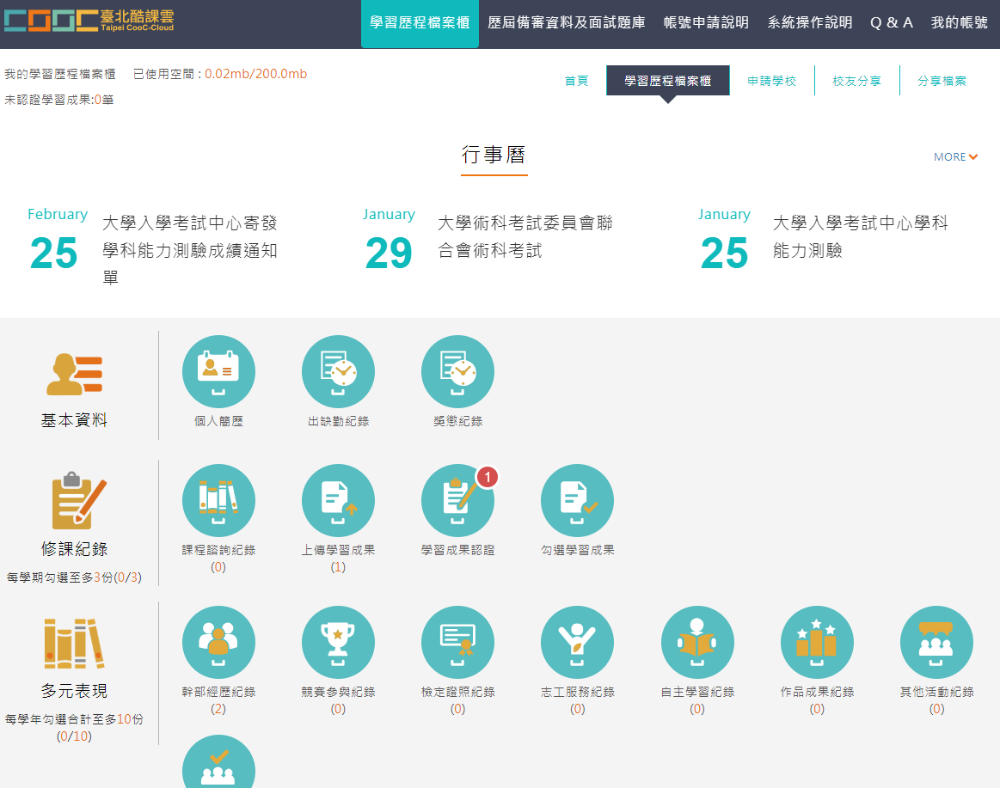 臺北酷課雲
Taipei CooC-Cloud
學習歷程檔案櫃
歷屆備審資料及面試題庫
帳號申請說明
系統操作說明
Q & A
我的帳號
我的學習歷程檔案櫃
已使用空間 : 0.02mb/200.0mb
未認證學習成果:0筆
首頁
學習歷程檔案櫃
申請學校
校友分享
分享檔案
行事曆
MORE
February
25
大學入學考試中心寄發
學科能力測驗成績通知
單
January
29
大學術科考試委員會聯
合會術科考試
January
25
大學入學考試中心學科
能力測驗
基本資料
個人簡歷
出缺勤紀錄
獎懲紀錄
修課紀錄
每學期勾選至多3份(0/3)
課程諮詢紀錄
(0)
上傳學習成果
(1)
1
學習成果認證
勾選學習成果
多元表現
每學年勾選合計至多10份
(0/10)
幹部經歷紀錄
(2)
競賽參與紀錄
(0)
檢定證照紀錄
(0)
志工服務紀錄
(0)
自主學習紀錄
(0)
作品成果紀錄
(0)
其他活動紀錄
(0)